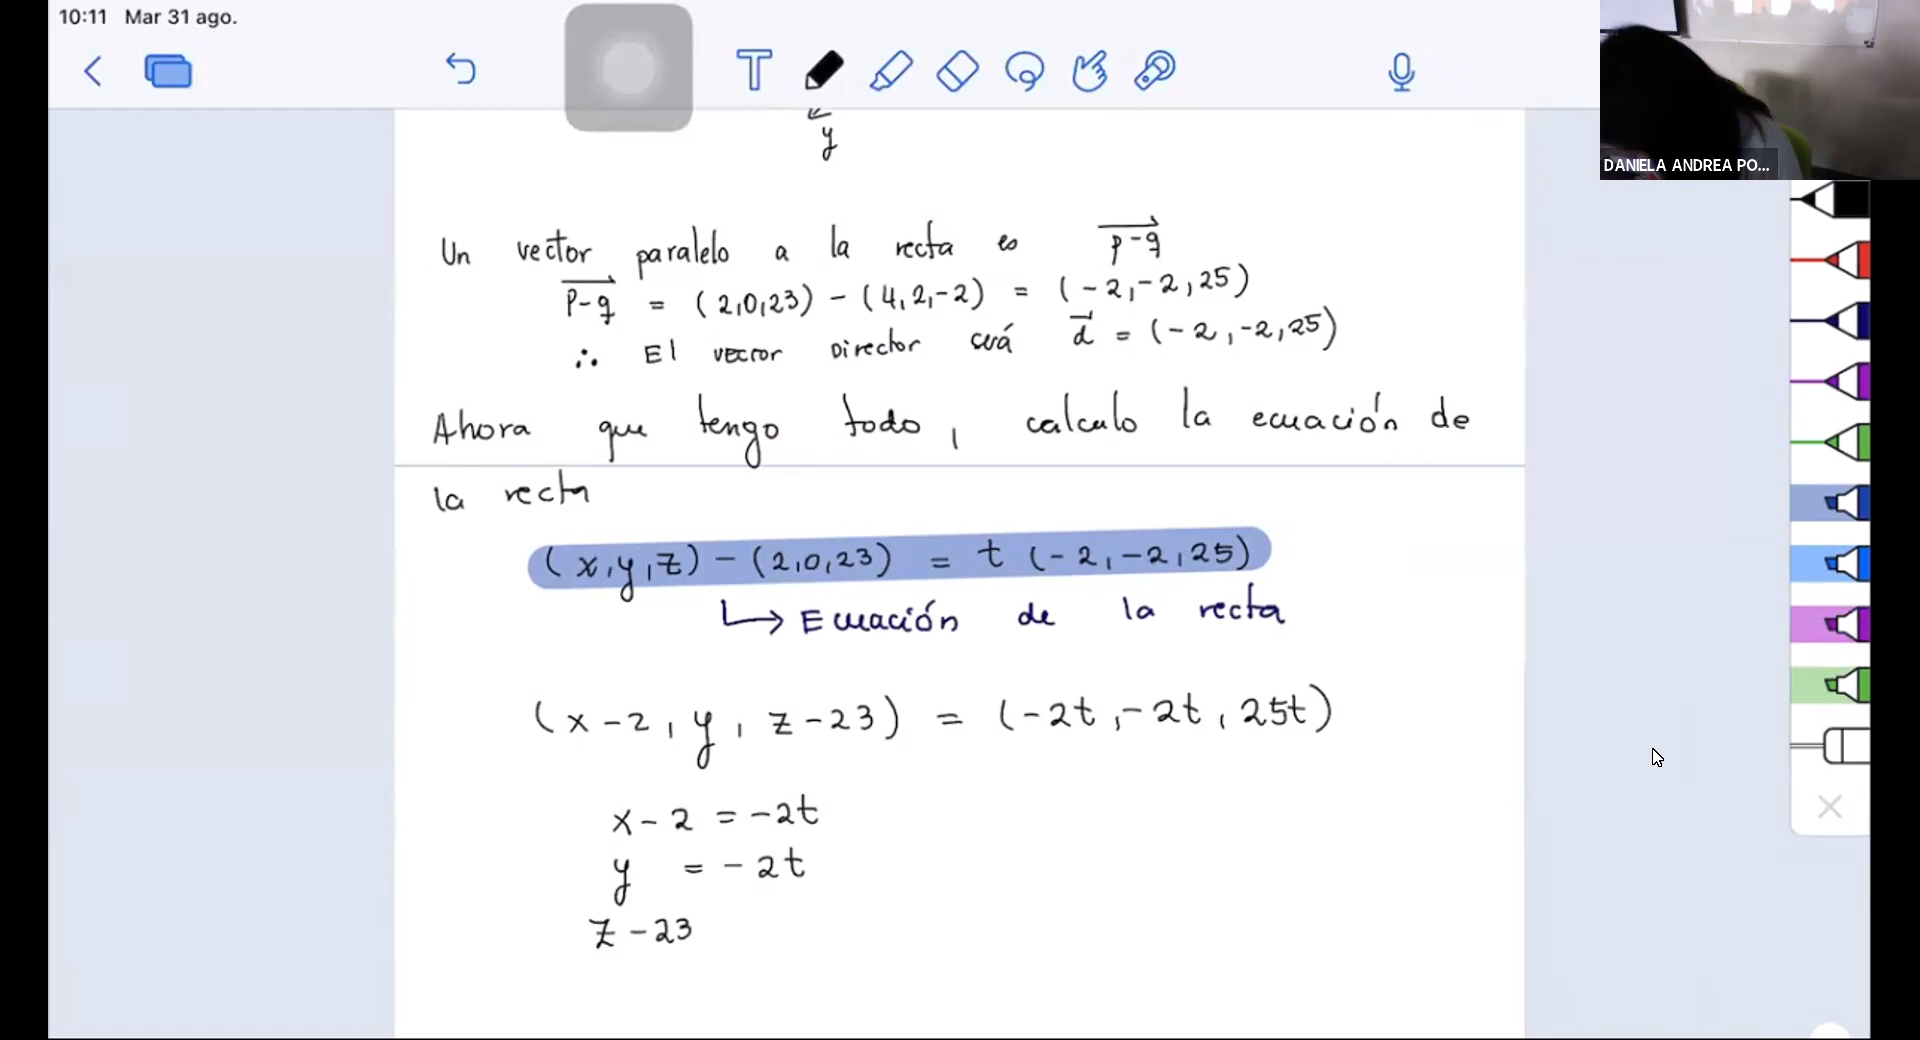 10:11 Mar 31 ago.
T
y
DANIELA ANDREA PO...
Un vector paralelo a la recta es p-q
p-q = (2,0,23) - (4,2,-2) = (-2,-2,25)
∴ El vector Director será d = (-2,-2,25)
Ahora que tengo todo, calculo la ecuación de
la recta
(x,y,z) - (2,0,23) = t (-2,-2,25)
↳ Ecuación de la recta
(x-2, y, z-23) = (-2t, -2t, 25t)
x-2 = -2t
y = -2t
z-23